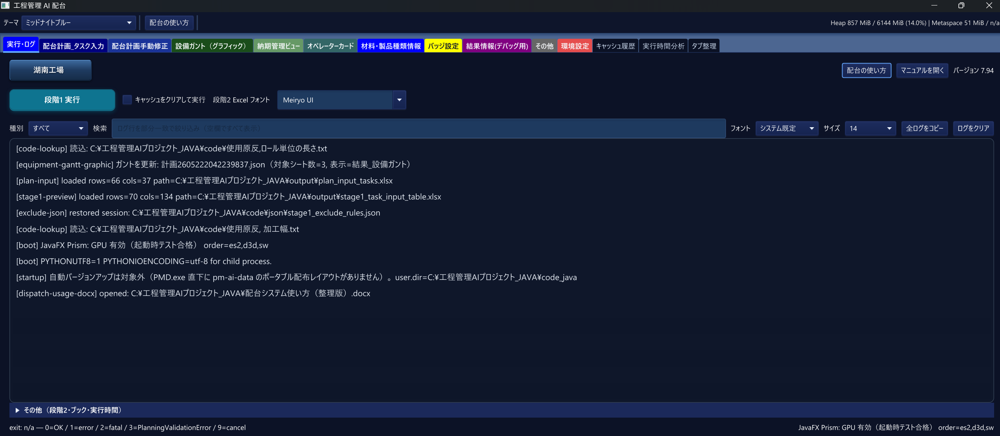 工程管理 AI 配台
テーマ ミッドナイトブルー 配台の使い方 Heap 857 MiB / 6144 MiB (14.0%) | Metaspace 51 MiB / n/a
実行・ログ 配台計画_タスク入力 配台計画手動修正 設備ガント（グラフィック） 納期管理ビュー オペレーターカード 材料・製品種類情報 バッジ設定 結果情報(デバッグ用) その他 環境設定 キャッシュ履歴 実行時間分析 タブ整理
湖南工場 配台の使い方 マニュアルを開く バージョン 7.94
段階1 実行 キャッシュをクリアして実行 段階2 Excel フォント Meiryo UI
種別 すべて 検索 ログ行を部分一致で絞り込み（空欄ですべて表示） フォント システム既定 サイズ 14 全ログをコピー ログをクリア
[code-lookup] 読込: C:¥工程管理AIプロジェクト_JAVA¥code¥使用原反,ロール単位の長さ.txt
[equipment-gantt-graphic] ガントを更新: 計画2605222042239837.json（対象シート数=3, 表示=結果_設備ガント）
[plan-input] loaded rows=66 cols=37 path=C:¥工程管理AIプロジェクト_JAVA¥output¥plan_input_tasks.xlsx
[stage1-preview] loaded rows=70 cols=134 path=C:¥工程管理AIプロジェクト_JAVA¥output¥stage1_task_input_table.xlsx
[exclude-json] restored session: C:¥工程管理AIプロジェクト_JAVA¥code¥json¥stage1_exclude_rules.json
[code-lookup] 読込: C:¥工程管理AIプロジェクト_JAVA¥code¥使用原反, 加工幅.txt
[boot] JavaFX Prism: GPU 有効（起動時テスト合格） order=es2,d3d,sw
[boot] PYTHONUTF8=1 PYTHONIOENCODING=utf-8 for child process.
[startup] 自動バージョンアップは対象外（PMD.exe 直下に pm-ai-data のポータブル配布レイアウトがありません）。user.dir=C:¥工程管理AIプロジェクト_JAVA¥code_java
[dispatch-usage-docx] opened: C:¥工程管理AIプロジェクト_JAVA¥配台システム使い方（整理版）.docx
その他（段階2・ブック・実行時間）
exit: n/a — 0=OK / 1=error / 2=fatal / 3=PlanningValidationError / 9=cancel JavaFX Prism: GPU 有効（起動時テスト合格） order=es2,d3d,sw